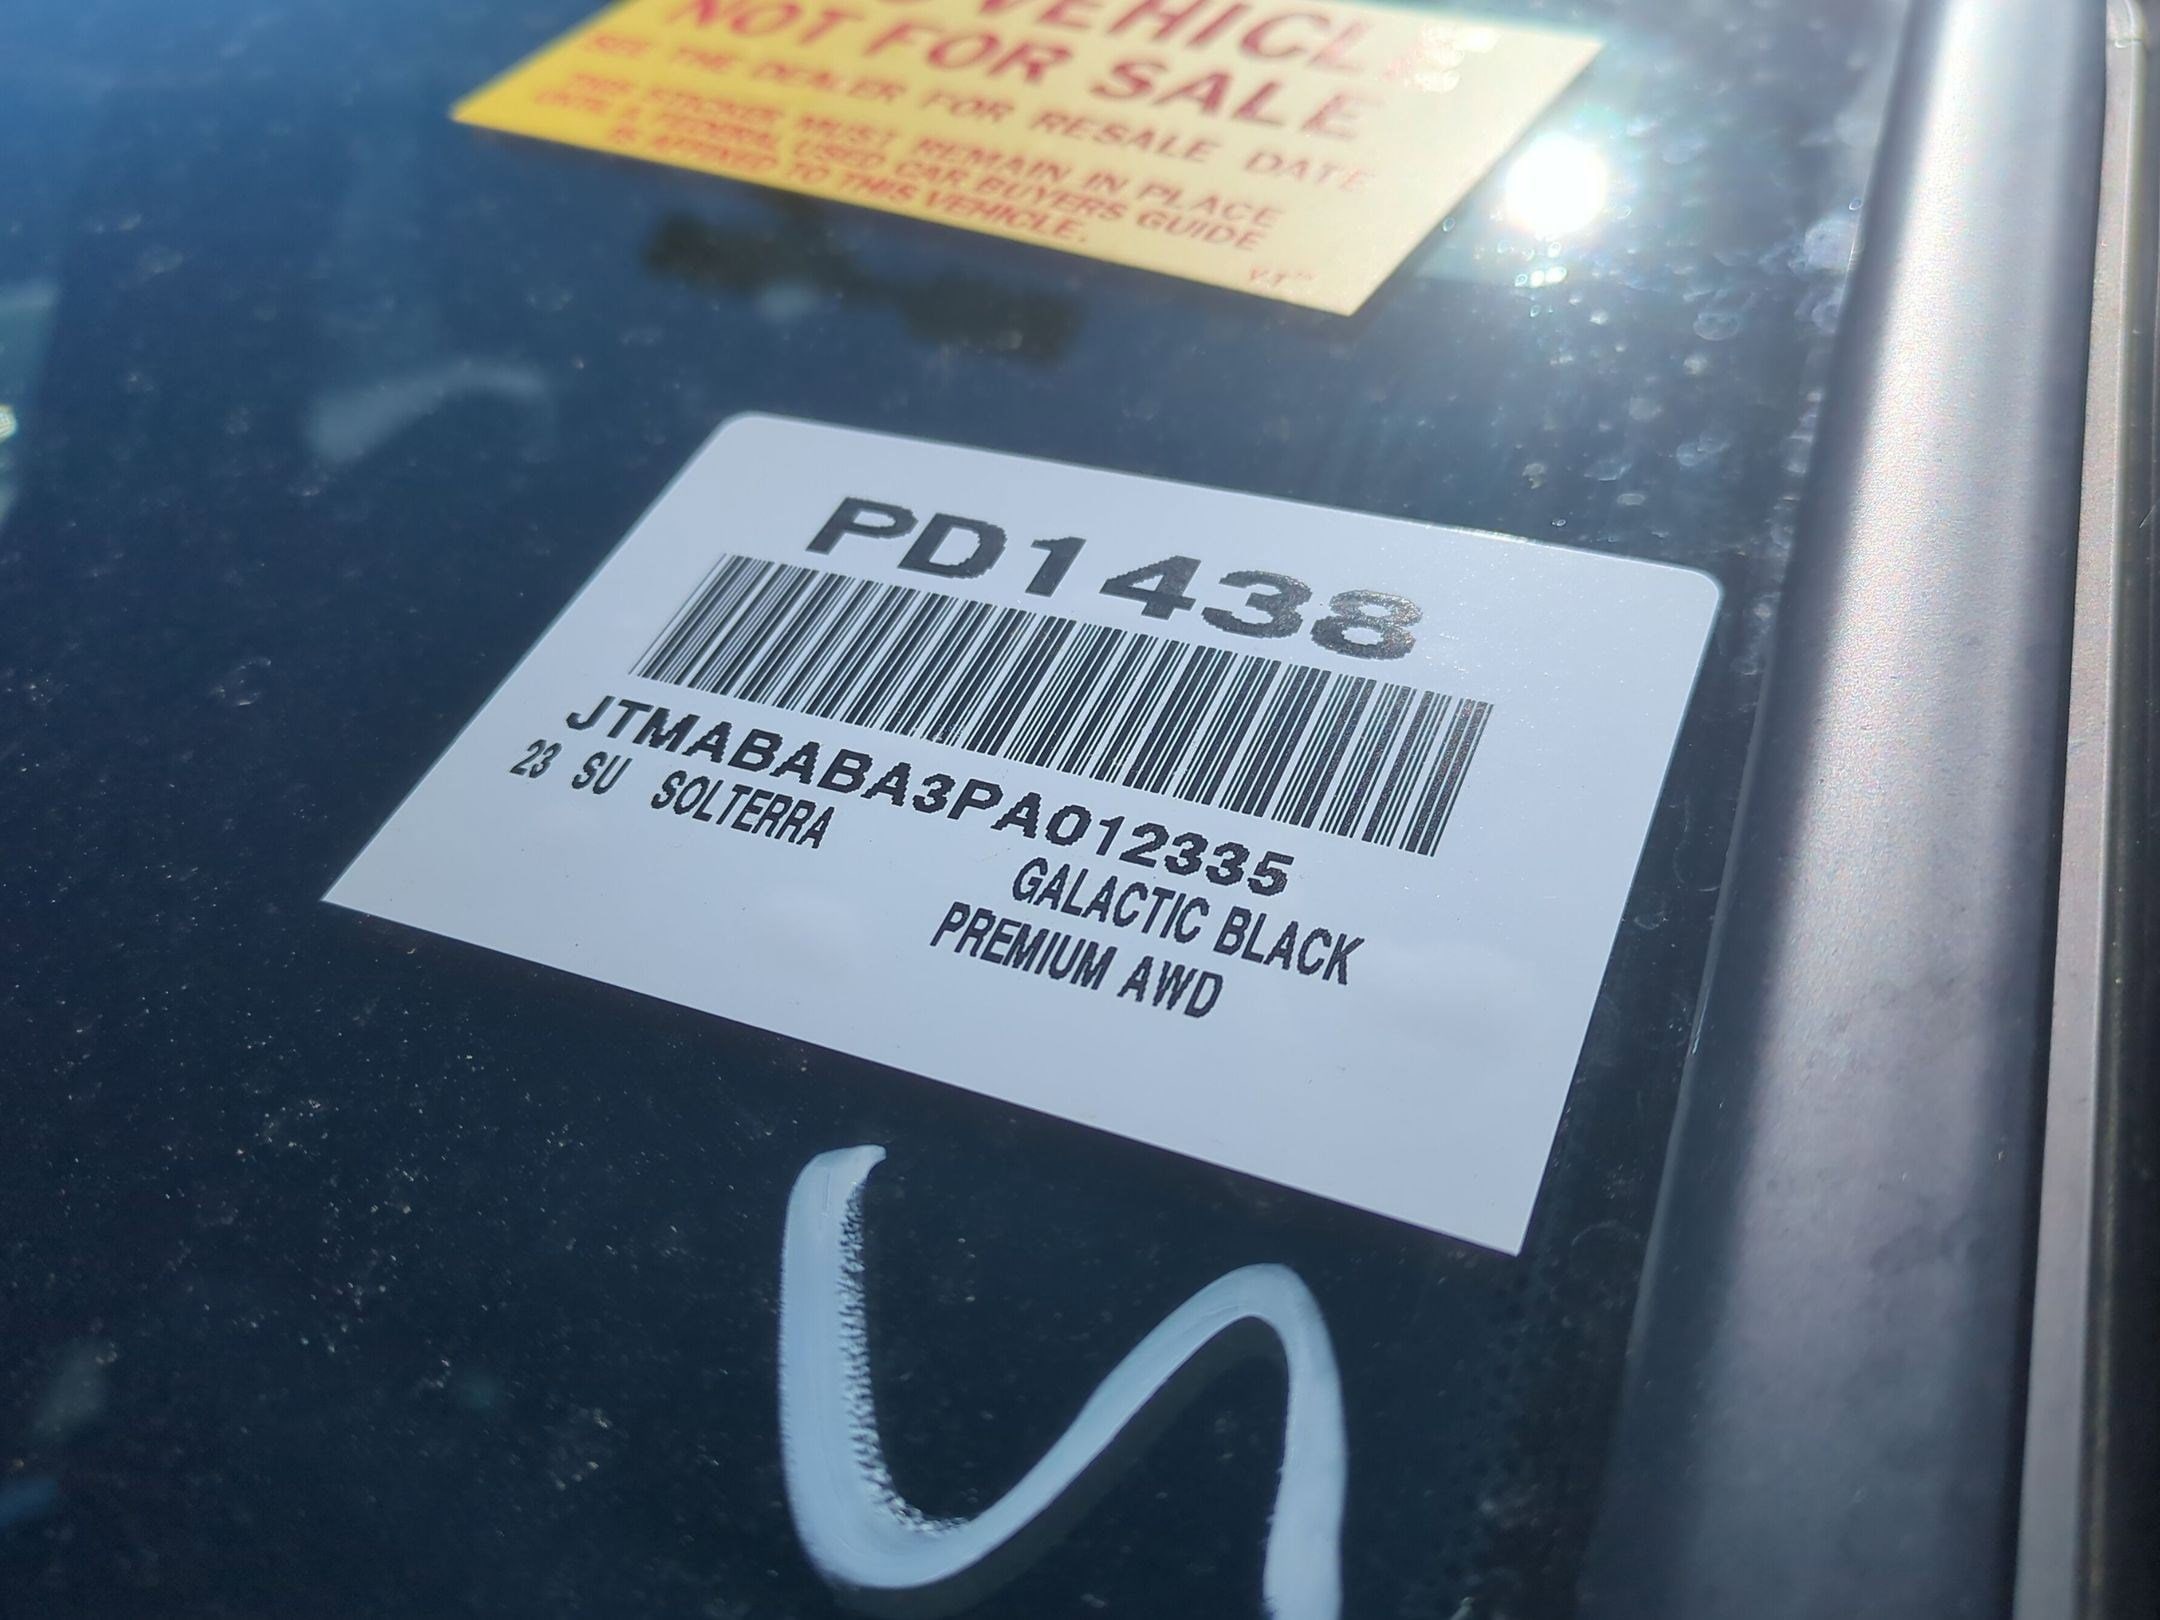 VEHICLE
NOT FOR SALE
SEE THE DEALER FOR RESALE DATE
THIS STICKER MUST REMAIN IN PLACE
UNTIL A FEDERAL USED CAR BUYERS GUIDE
IS AFFIXED TO THIS VEHICLE.
PD1438
JTMABABA3PA012335
23 SU SOLTERRA
GALACTIC BLACK
PREMIUM AWD